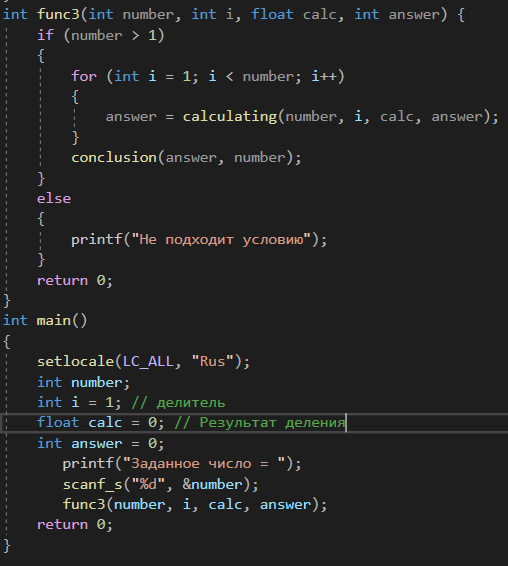 int func3(int number, int i, float calc, int answer) {
if (number > 1)
{
for (int i = 1; i < number; i++)
{
answer = calculating(number, i, calc, answer);
}
conclusion(answer, number);
}
else
{
printf("Не подходит условию");
}
return 0;
}
int main()
{
setlocale(LC_ALL, "Rus");
int number;
int i = 1; // делитель
float calc = 0; // Результат деления
int answer = 0;
printf("Заданное число = ");
scanf_s("%d", &number);
func3(number, i, calc, answer);
return 0;
}